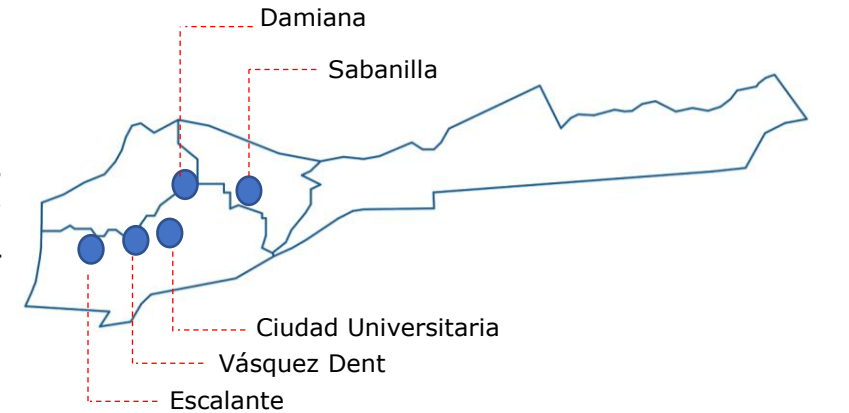 Damiana
Sabanilla
Ciudad Universitaria
Vásquez Dent
Escalante